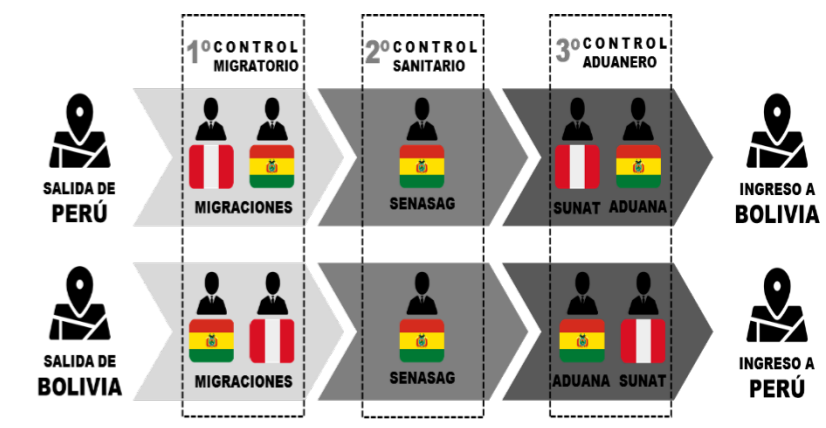 1º CONTROL
MIGRATORIO
2º CONTROL
SANITARIO
3º CONTROL
ADUANERO
SALIDA DE
PERÚ
MIGRACIONES
SENASAG
SUNAT ADUANA
INGRESO A
BOLIVIA
SALIDA DE
BOLIVIA
MIGRACIONES
SENASAG
ADUANA SUNAT
INGRESO A
PERÚ